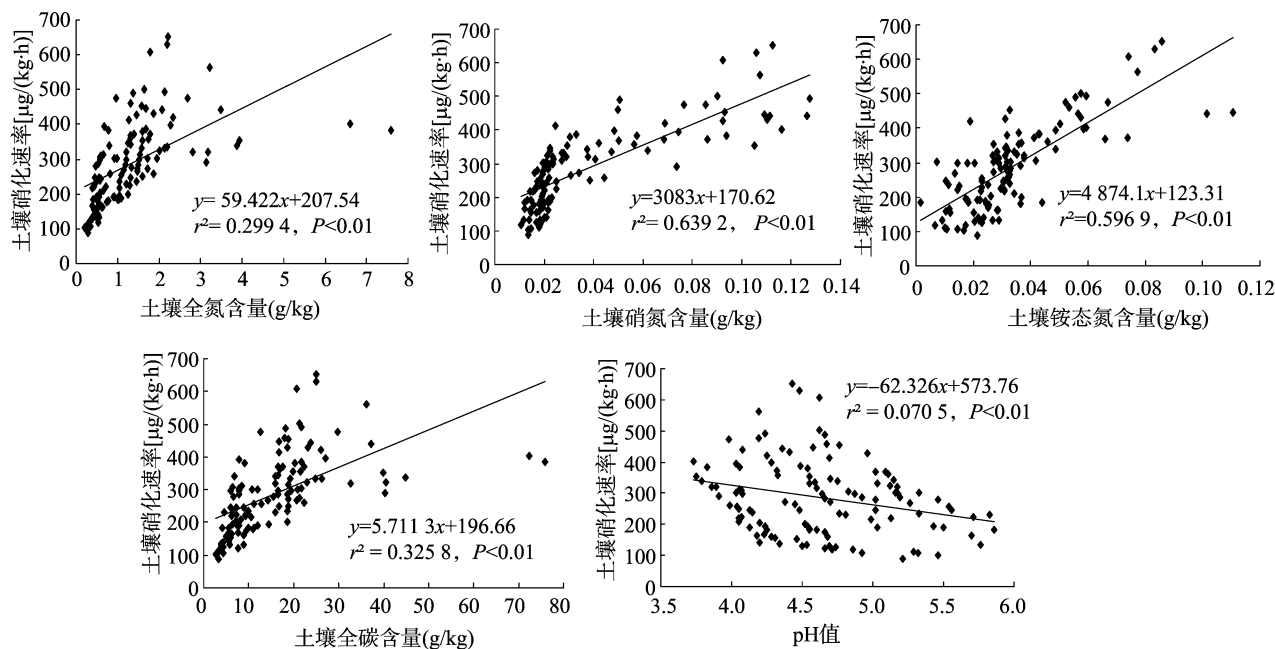 土壤硝化速率[μg/(kg·h)]
700
600
500
400
300
200
100
0
y= 59.422x+207.54
r²= 0.299 4， P<0.01
0 1 2 3 4 5 6 7 8
土壤全氮含量(g/kg)
土壤硝化速率[μg/(kg·h)]
700
600
500
400
300
200
100
0
y=3083x+170.62
r²= 0.639 2， P<0.01
0 0.02 0.04 0.06 0.08 0.10 0.12 0.14
土壤硝氮含量(g/kg)
土壤硝化速率[μg/(kg·h)]
700
600
500
400
300
200
100
0
y=4 874.1x+123.31
r²=0.596 9， P<0.01
0 0.02 0.04 0.06 0.08 0.10 0.12
土壤铵态氮含量(g/kg)
土壤硝化速率[μg/(kg·h)]
700
600
500
400
300
200
100
0
y=5.711 3x+196.66
r²= 0.325 8， P<0.01
0 10 20 30 40 50 60 70 80
土壤全碳含量(g/kg)
土壤硝化速率[μg/(kg·h)]
700
600
500
400
300
200
100
0
y=−62.326x+573.76
r² = 0.070 5， P<0.01
3.5 4.0 4.5 5.0 5.5 6.0
pH值